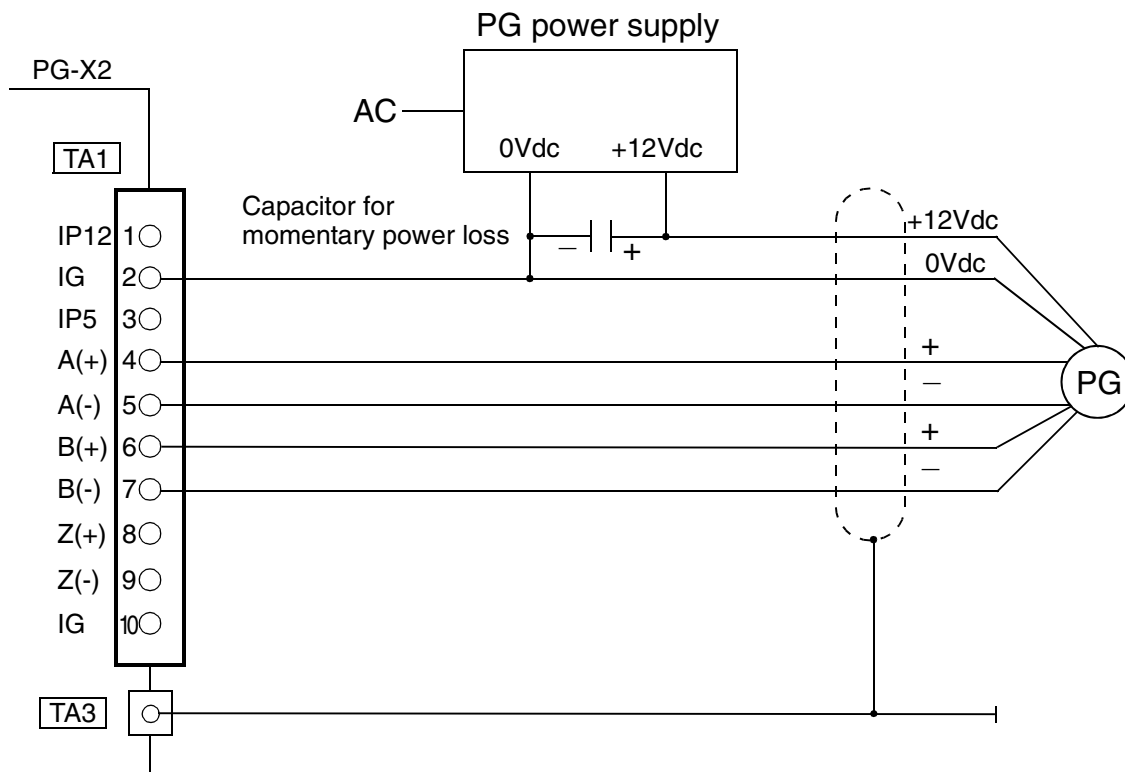 PG power supply
PG-X2
AC
0Vdc +12Vdc
TA1
Capacitor for
momentary power loss
− +
+12Vdc
0Vdc
IP12 1
IG 2
IP5 3
A(+) 4
+
A(-) 5
−
PG
B(+) 6
+
B(-) 7
−
Z(+) 8
Z(-) 9
IG 10
TA3